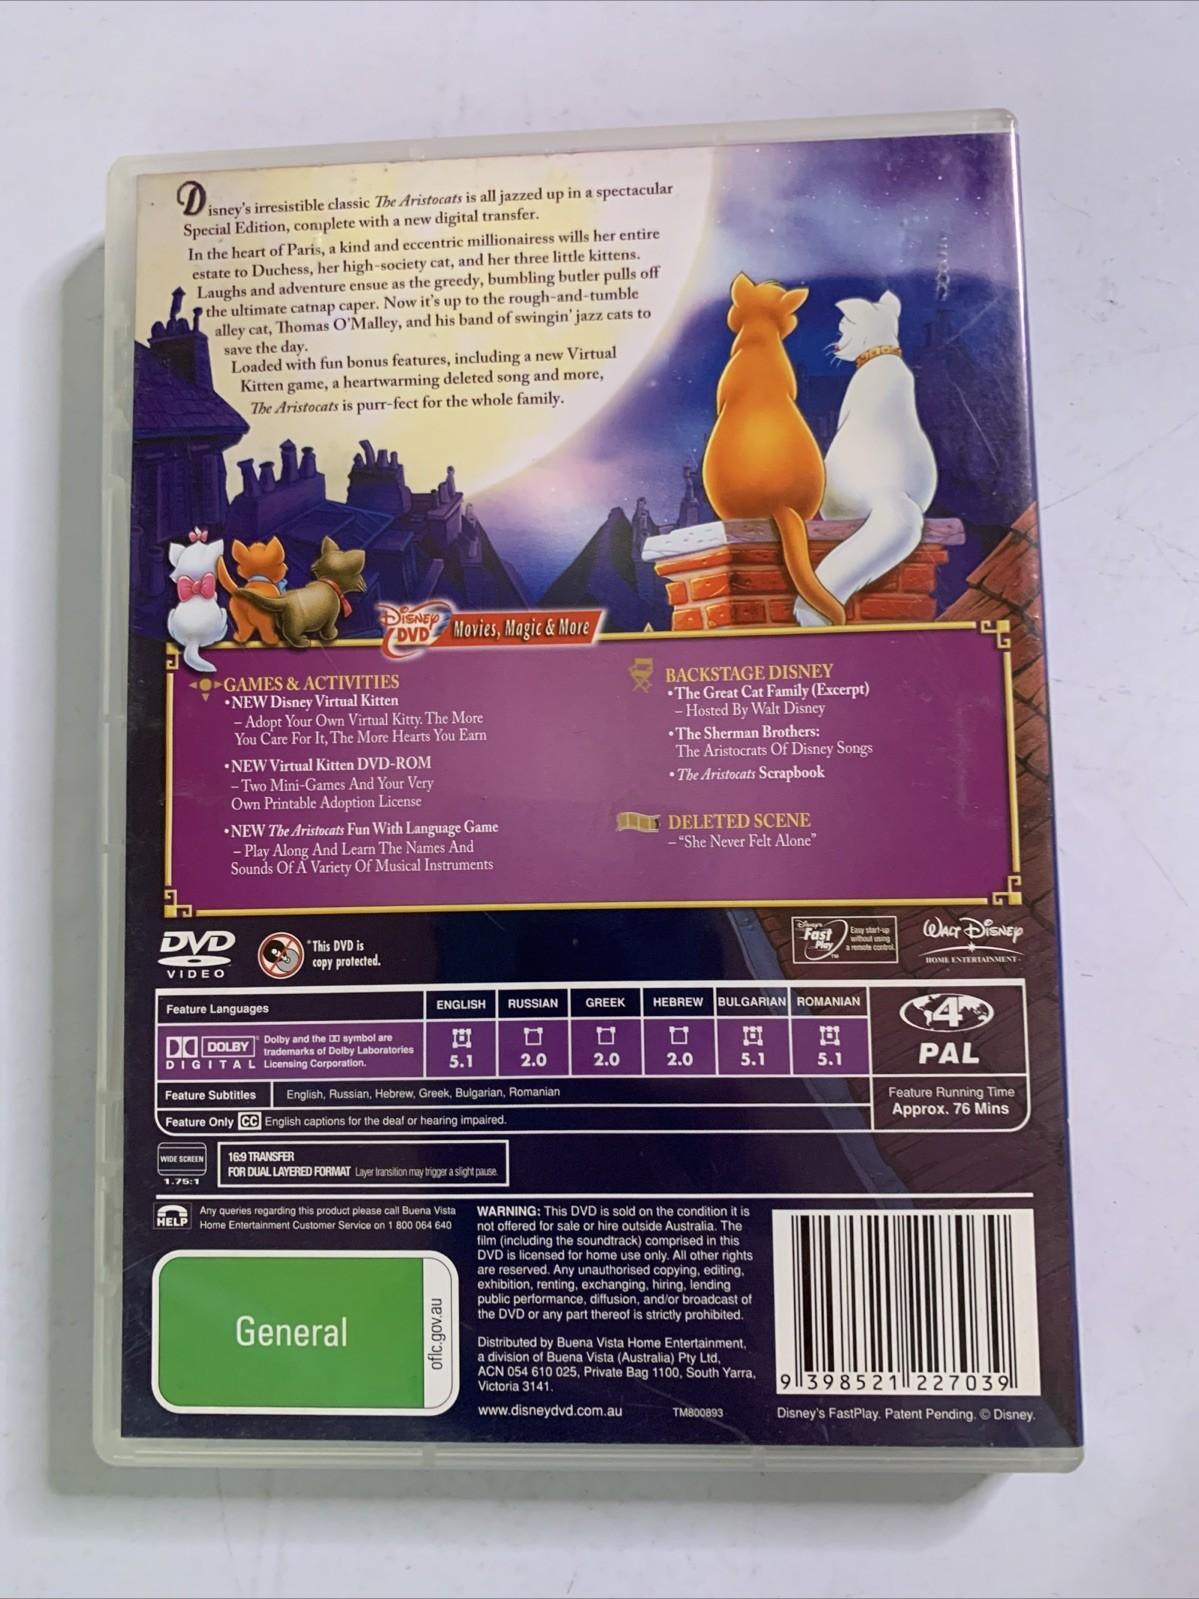 Disney's irresistible classic The Aristocats is all jazzed up in a spectacular
Special Edition, complete with a new digital transfer.
In the heart of Paris, a kind and eccentric millionairess wills her entire
estate to Duchess, her high-society cat, and her three little kittens.
Laughs and adventure ensue as the greedy, bumbling butler pulls off
the ultimate catnap caper. Now it's up to the rough-and-tumble
alley cat, Thomas O'Malley, and his band of swingin' jazz cats to
save the day.
Loaded with fun bonus features, including a new Virtual
Kitten game, a heartwarming deleted song and more,
The Aristocats is purr-fect for the whole family.
Disney DVD Movies, Magic & More
GAMES & ACTIVITIES
•NEW Disney Virtual Kitten
– Adopt Your Own Virtual Kitty. The More
You Care For It, The More Hearts You Earn
•NEW Virtual Kitten DVD-ROM
– Two Mini-Games And Your Very
Own Printable Adoption License
•NEW The Aristocats Fun With Language Game
– Play Along And Learn The Names And
Sounds Of A Variety Of Musical Instruments
BACKSTAGE DISNEY
•The Great Cat Family (Excerpt)
– Hosted By Walt Disney
•The Sherman Brothers:
The Aristocrats Of Disney Songs
•The Aristocats Scrapbook
DELETED SCENE
– "She Never Felt Alone"
DVD
VIDEO
*This DVD is
copy protected.
Disney's Fast Play™
Easy start-up
without using
a remote control.
Walt Disney
HOME ENTERTAINMENT
Feature Languages
ENGLISH RUSSIAN GREEK HEBREW BULGARIAN ROMANIAN
DOLBY
DIGITAL
Dolby and the DD symbol are
trademarks of Dolby Laboratories
Licensing Corporation.
5.1 2.0 2.0 2.0 5.1 5.1
4
PAL
Feature Subtitles English, Russian, Hebrew, Greek, Bulgarian, Romanian
Feature Only CC English captions for the deaf or hearing impaired.
Feature Running Time
Approx. 76 Mins
WIDE SCREEN
1.75:1
16:9 TRANSFER
FOR DUAL LAYERED FORMAT Layer transition may trigger a slight pause.
HELP
Any queries regarding this product please call Buena Vista
Home Entertainment Customer Service on 1 800 064 640
General
oflc.gov.au
WARNING: This DVD is sold on the condition it is
not offered for sale or hire outside Australia. The
film (including the soundtrack) comprised in this
DVD is licensed for home use only. All other rights
are reserved. Any unauthorised copying, editing,
exhibition, renting, exchanging, hiring, lending
public performance, diffusion, and/or broadcast of
the DVD or any part thereof is strictly prohibited.
Distributed by Buena Vista Home Entertainment,
a division of Buena Vista (Australia) Pty Ltd,
ACN 054 610 025, Private Bag 1100, South Yarra,
Victoria 3141.
www.disneydvd.com.au
TM800893
9 398521 227039
Disney's FastPlay. Patent Pending. © Disney.